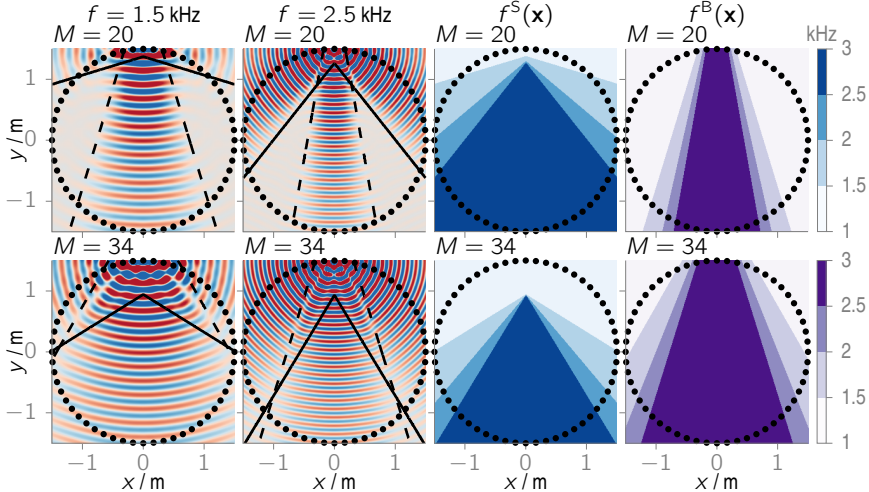 f = 1.5 kHz f = 2.5 kHz fˢ(x) fᴮ(x)
M = 20 M = 20 M = 20 M = 20 kHz
1 3
0 2.5
−1 2
y / m 1.5
1
M = 34 M = 34 M = 34 M = 34
1 3
0 2.5
−1 2
y / m 1.5
1
−1 0 1 −1 0 1 −1 0 1 −1 0 1
x / m x / m x / m x / m